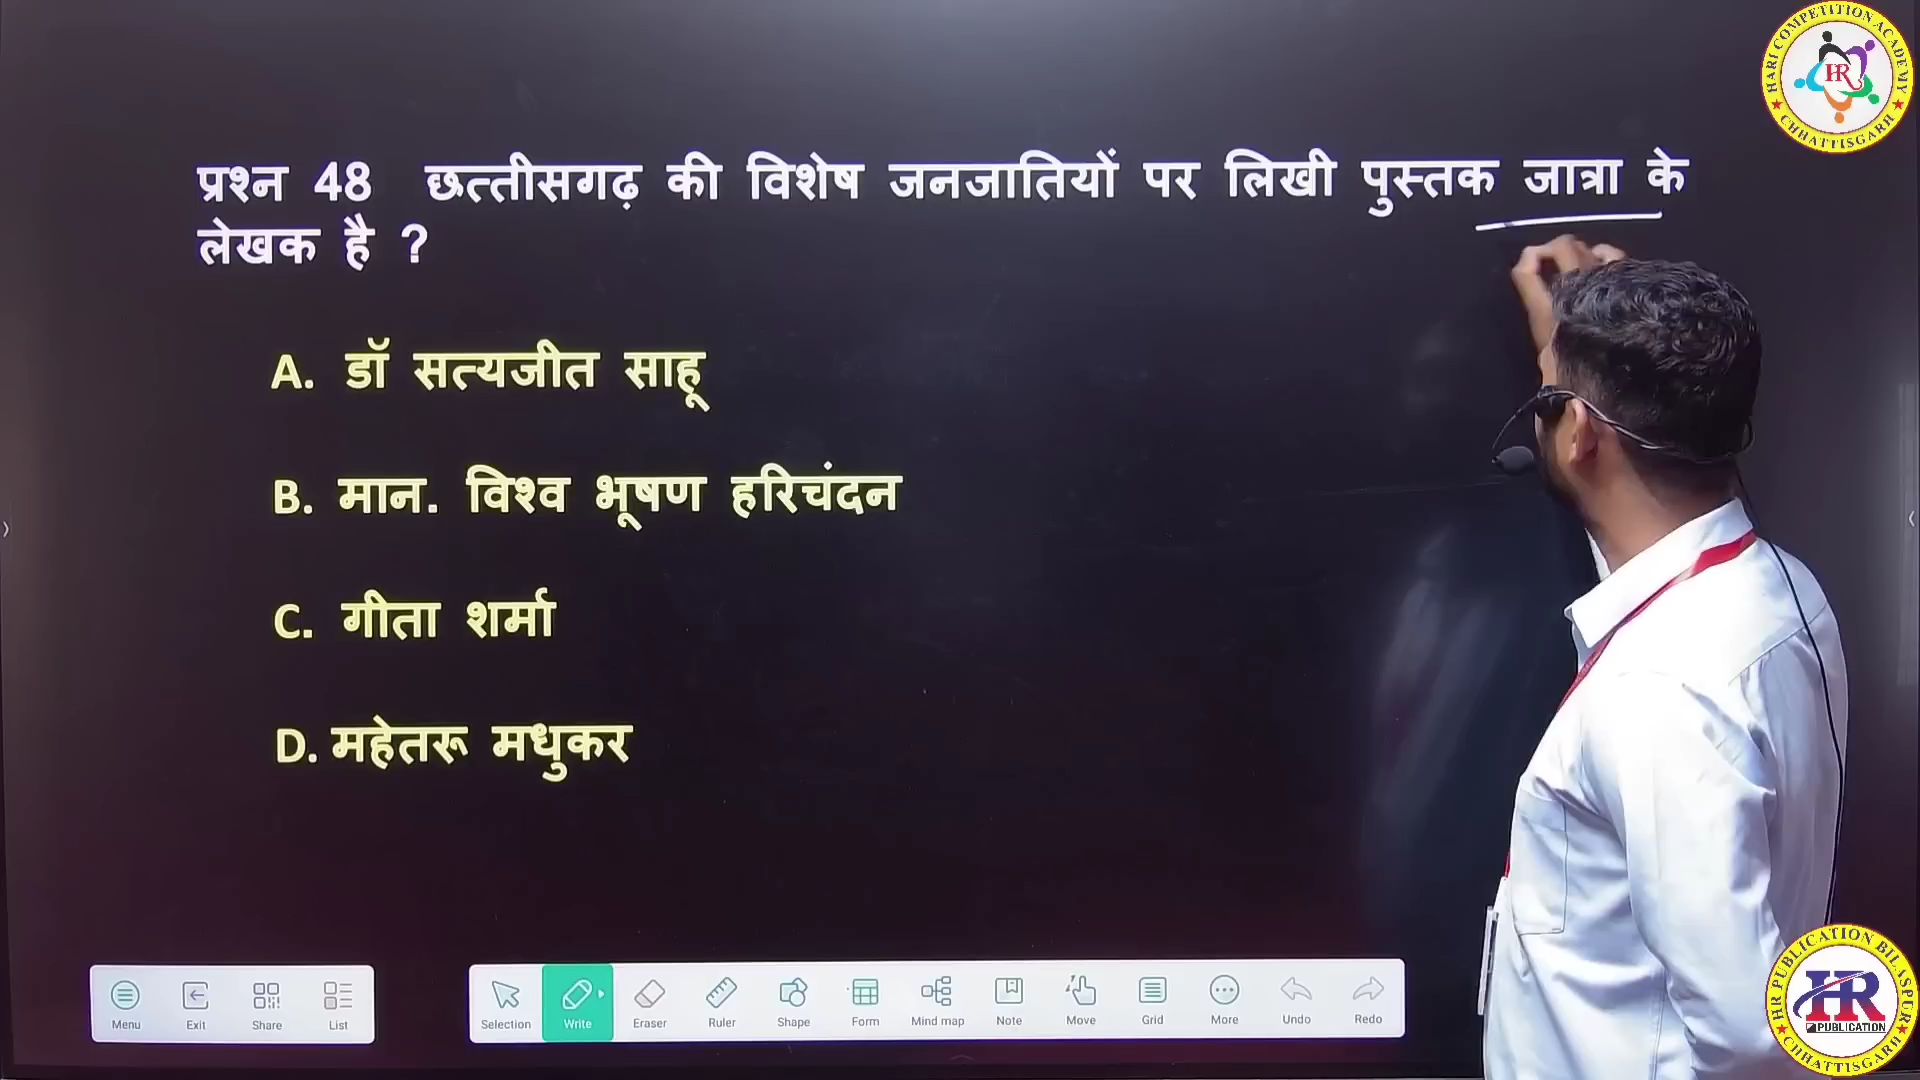 HARI COMPETITION ACADEMY
HR
CHHATTISGARH
प्रश्न 48 छत्तीसगढ़ की विशेष जनजातियों पर लिखी पुस्तक जात्रा के
लेखक है ?
A. डॉ सत्यजीत साहू
B. मान. विश्व भूषण हरिचंदन
C. गीता शर्मा
D. महेतरू मधुकर
Menu Exit Share List
Selection Write Eraser Ruler Shape Form Mind map Note Move Grid More Undo Redo
HR PUBLICATION BILASPUR
HR
PUBLICATION
CHHATTISGARH